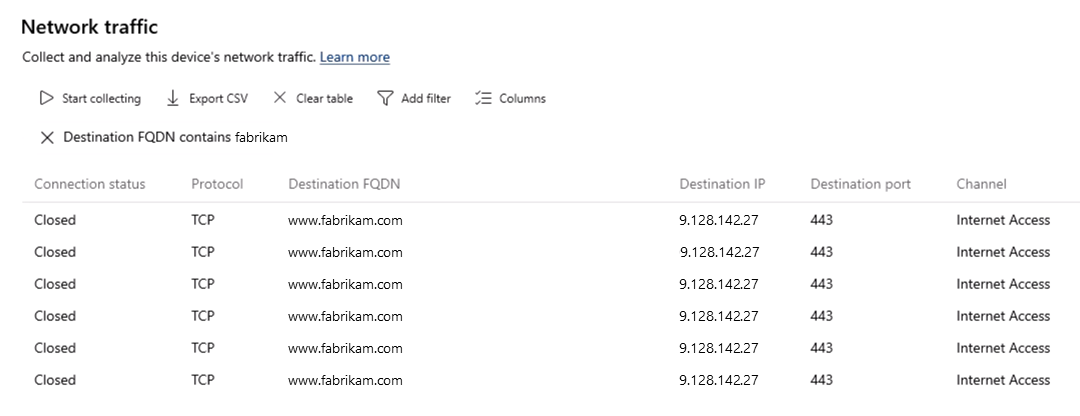 Network traffic
Collect and analyze this device's network traffic. Learn more
Start collecting Export CSV Clear table Add filter Columns
Destination FQDN contains fabrikam
Connection status Protocol Destination FQDN Destination IP Destination port Channel
Closed TCP www.fabrikam.com 9.128.142.27 443 Internet Access
Closed TCP www.fabrikam.com 9.128.142.27 443 Internet Access
Closed TCP www.fabrikam.com 9.128.142.27 443 Internet Access
Closed TCP www.fabrikam.com 9.128.142.27 443 Internet Access
Closed TCP www.fabrikam.com 9.128.142.27 443 Internet Access
Closed TCP www.fabrikam.com 9.128.142.27 443 Internet Access